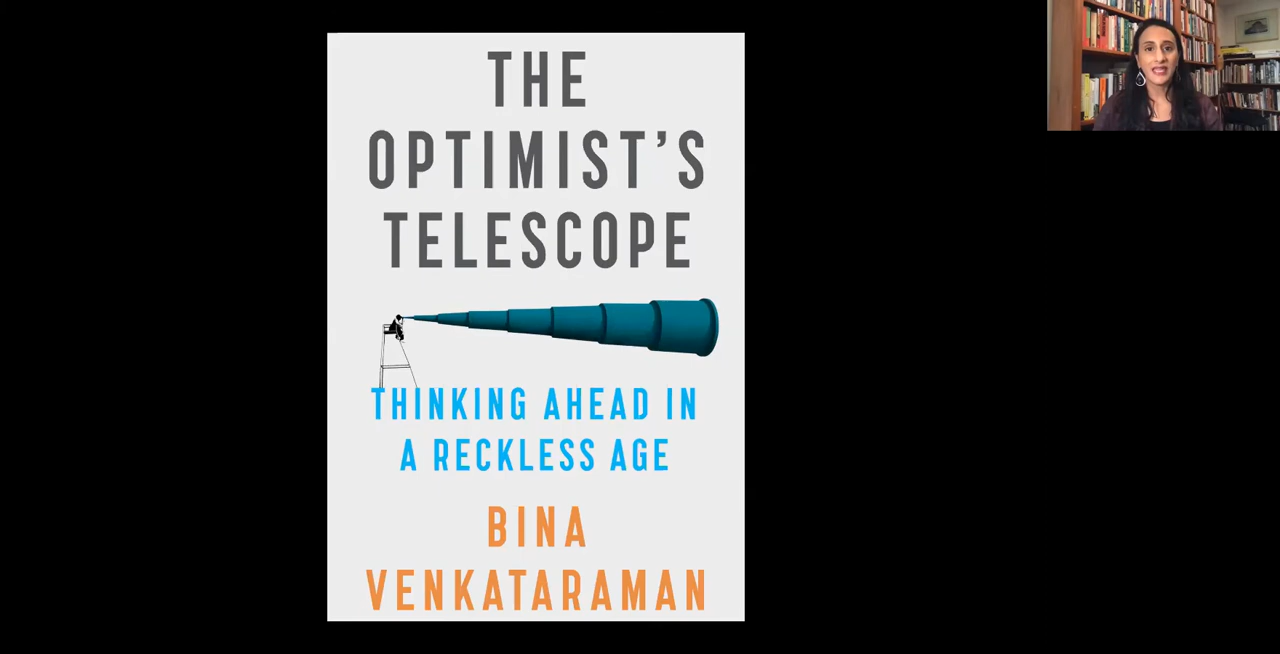 THE
OPTIMIST'S
TELESCOPE
THINKING AHEAD IN
A RECKLESS AGE
BINA
VENKATARAMAN